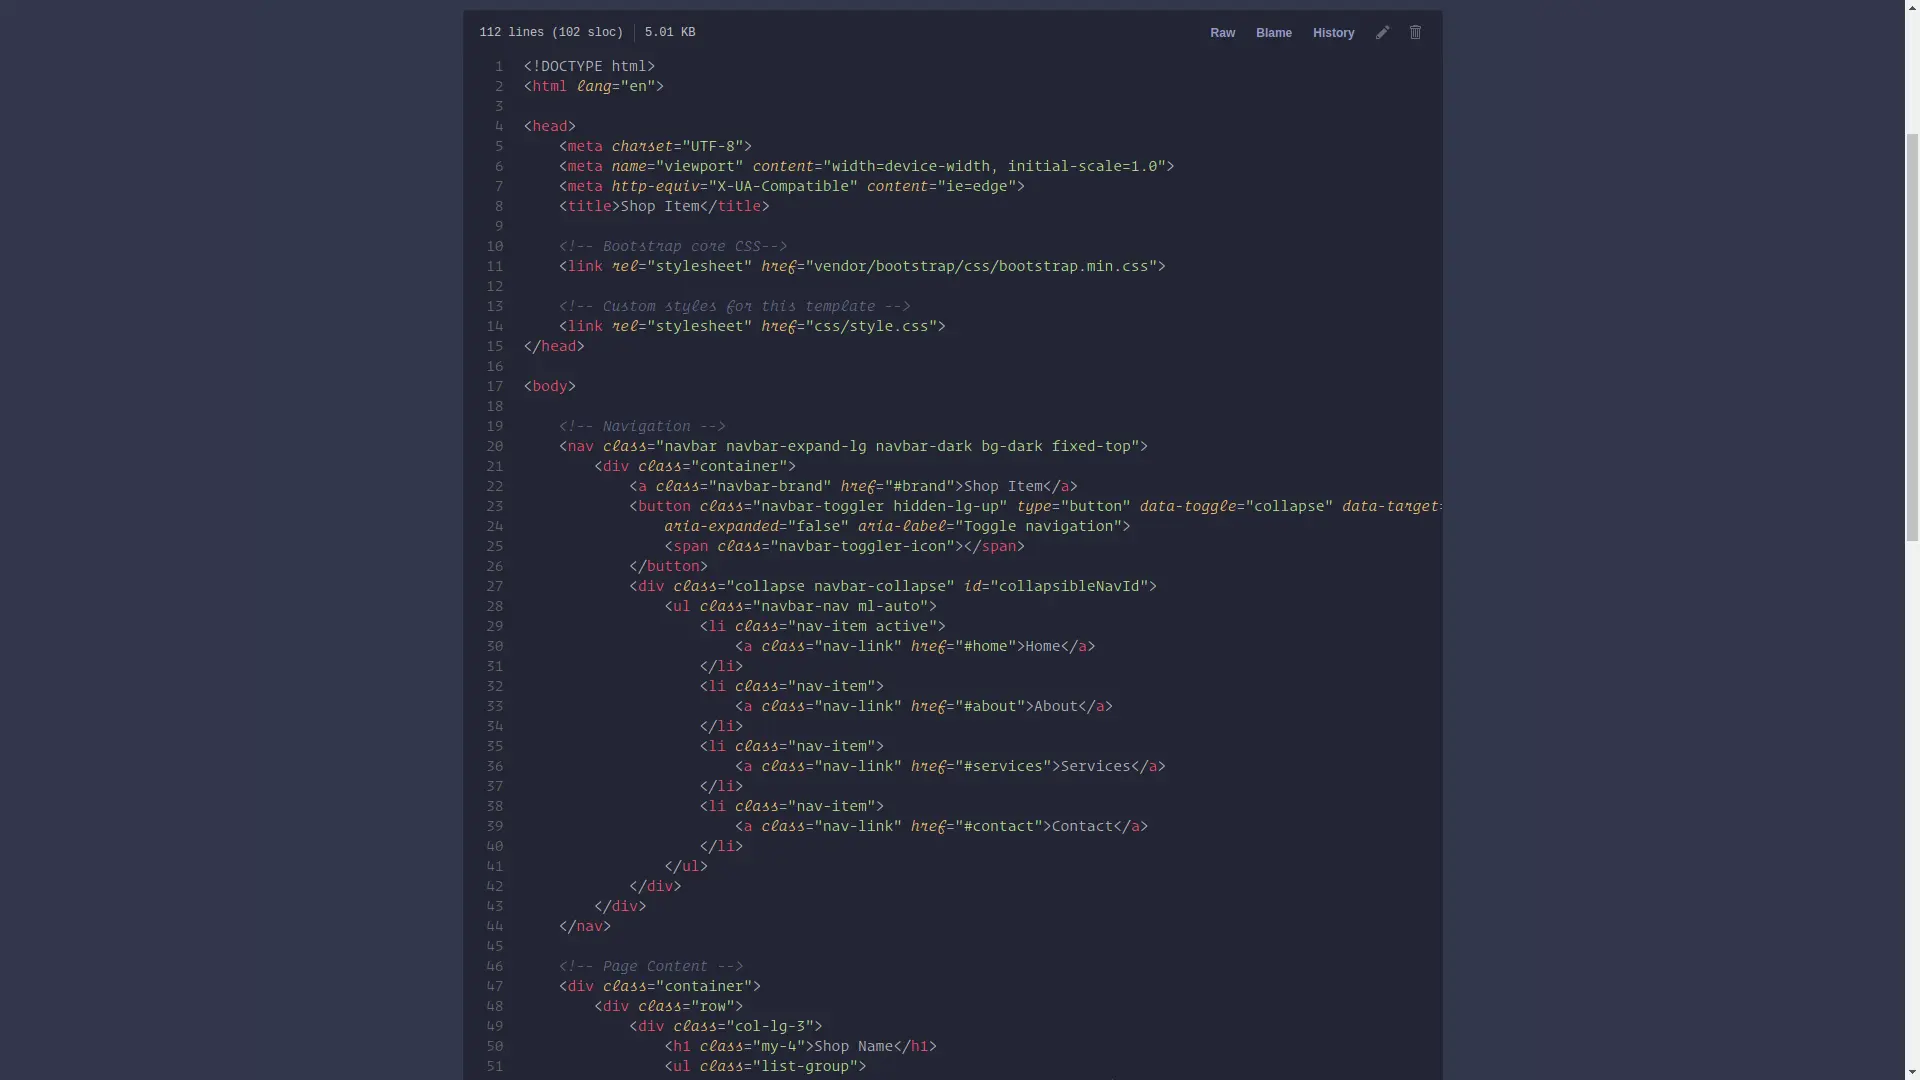 112 lines (102 sloc) 5.01 KB Raw Blame History
1 <!DOCTYPE html>
2 <html lang="en">
3
4 <head>
5     <meta charset="UTF-8">
6     <meta name="viewport" content="width=device-width, initial-scale=1.0">
7     <meta http-equiv="X-UA-Compatible" content="ie=edge">
8     <title>Shop Item</title>
9
10     <!-- Bootstrap core CSS-->
11     <link rel="stylesheet" href="vendor/bootstrap/css/bootstrap.min.css">
12
13     <!-- Custom styles for this template -->
14     <link rel="stylesheet" href="css/style.css">
15 </head>
16
17 <body>
18
19     <!-- Navigation -->
20     <nav class="navbar navbar-expand-lg navbar-dark bg-dark fixed-top">
21         <div class="container">
22             <a class="navbar-brand" href="#brand">Shop Item</a>
23             <button class="navbar-toggler hidden-lg-up" type="button" data-toggle="collapse" data-target=
24                 aria-expanded="false" aria-label="Toggle navigation">
25                 <span class="navbar-toggler-icon"></span>
26             </button>
27             <div class="collapse navbar-collapse" id="collapsibleNavId">
28                 <ul class="navbar-nav ml-auto">
29                     <li class="nav-item active">
30                         <a class="nav-link" href="#home">Home</a>
31                     </li>
32                     <li class="nav-item">
33                         <a class="nav-link" href="#about">About</a>
34                     </li>
35                     <li class="nav-item">
36                         <a class="nav-link" href="#services">Services</a>
37                     </li>
38                     <li class="nav-item">
39                         <a class="nav-link" href="#contact">Contact</a>
40                     </li>
41                 </ul>
42             </div>
43         </div>
44     </nav>
45
46     <!-- Page Content -->
47     <div class="container">
48         <div class="row">
49             <div class="col-lg-3">
50                 <h1 class="my-4">Shop Name</h1>
51                 <ul class="list-group">